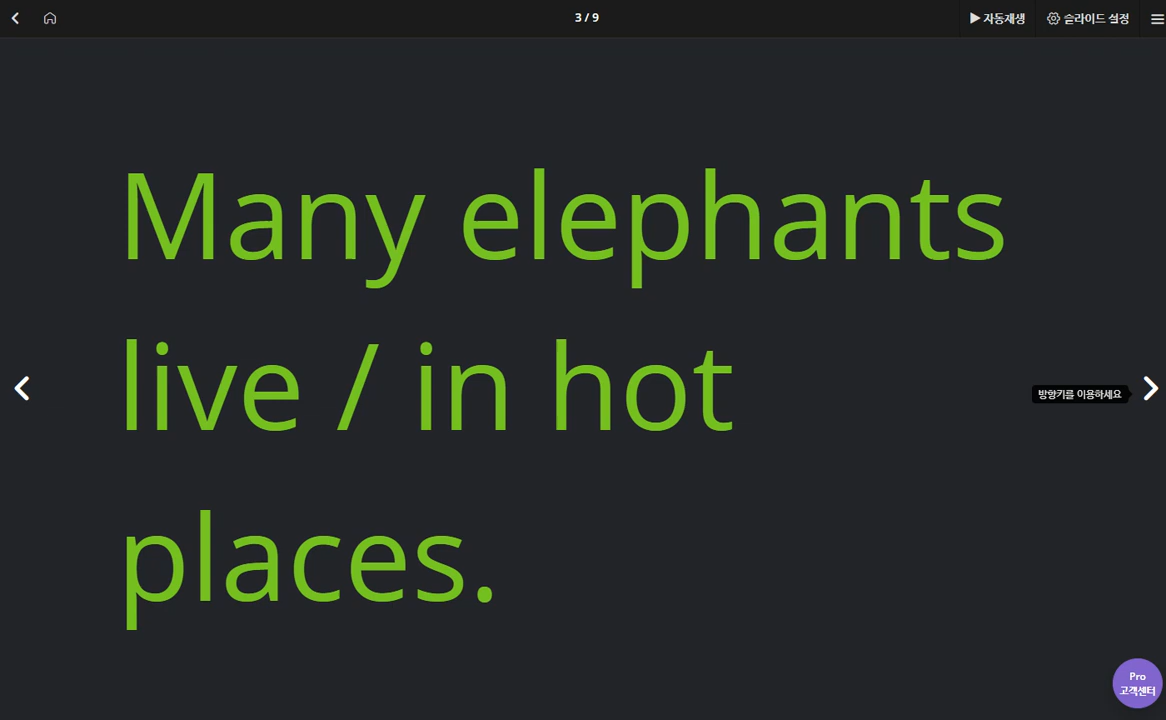 3 / 9
▶ 자동재생
슬라이드 설정
Many elephants
live / in hot
places.
방향키를 이용하세요
Pro
고객센터